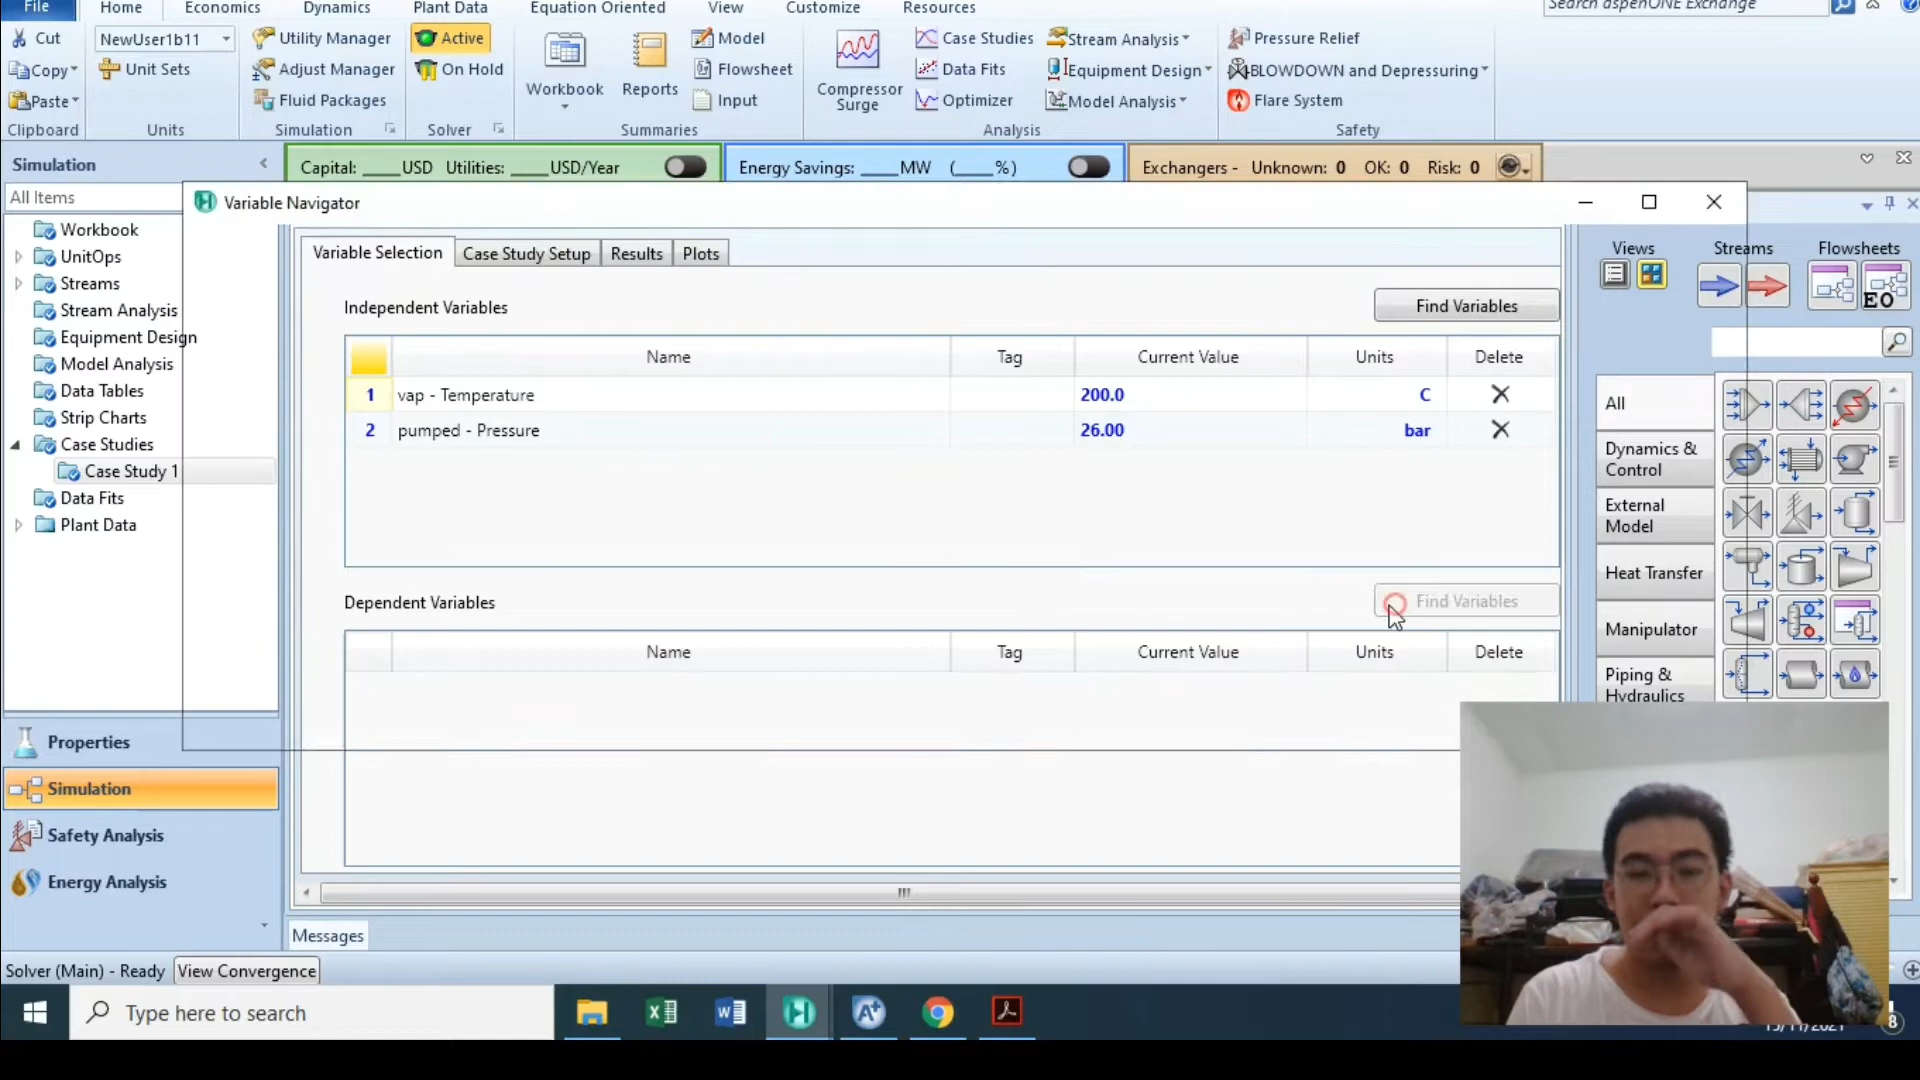 File Home Economics Dynamics Plant Data Equation Oriented View Customize Resources Search aspenONE Exchange
Cut
Copy
Paste
Clipboard
NewUser1b11
Unit Sets
Units
Utility Manager
Adjust Manager
Fluid Packages
Simulation
Active
On Hold
Solver
Workbook
Reports
Model
Flowsheet
Input
Summaries
Compressor
Surge
Case Studies
Data Fits
Optimizer
Stream Analysis
Equipment Design
Model Analysis
Analysis
Pressure Relief
BLOWDOWN and Depressuring
Flare System
Safety
Simulation
Capital: ____USD Utilities: ____USD/Year
Energy Savings: ____MW (____%)
Exchangers - Unknown: 0 OK: 0 Risk: 0
All Items
Variable Navigator
Workbook
UnitOps
Streams
Stream Analysis
Equipment Design
Model Analysis
Data Tables
Strip Charts
Case Studies
Case Study 1
Data Fits
Plant Data
Properties
Simulation
Safety Analysis
Energy Analysis
Variable Selection Case Study Setup Results Plots
Independent Variables Find Variables
Name Tag Current Value Units Delete
1 vap - Temperature 200.0 C
2 pumped - Pressure 26.00 bar
Dependent Variables Find Variables
Name Tag Current Value Units Delete
Views Streams Flowsheets
EO
All
Dynamics &
Control
External
Model
Heat Transfer
Manipulator
Piping &
Hydraulics
Messages
Solver (Main) - Ready View Convergence
Type here to search
8